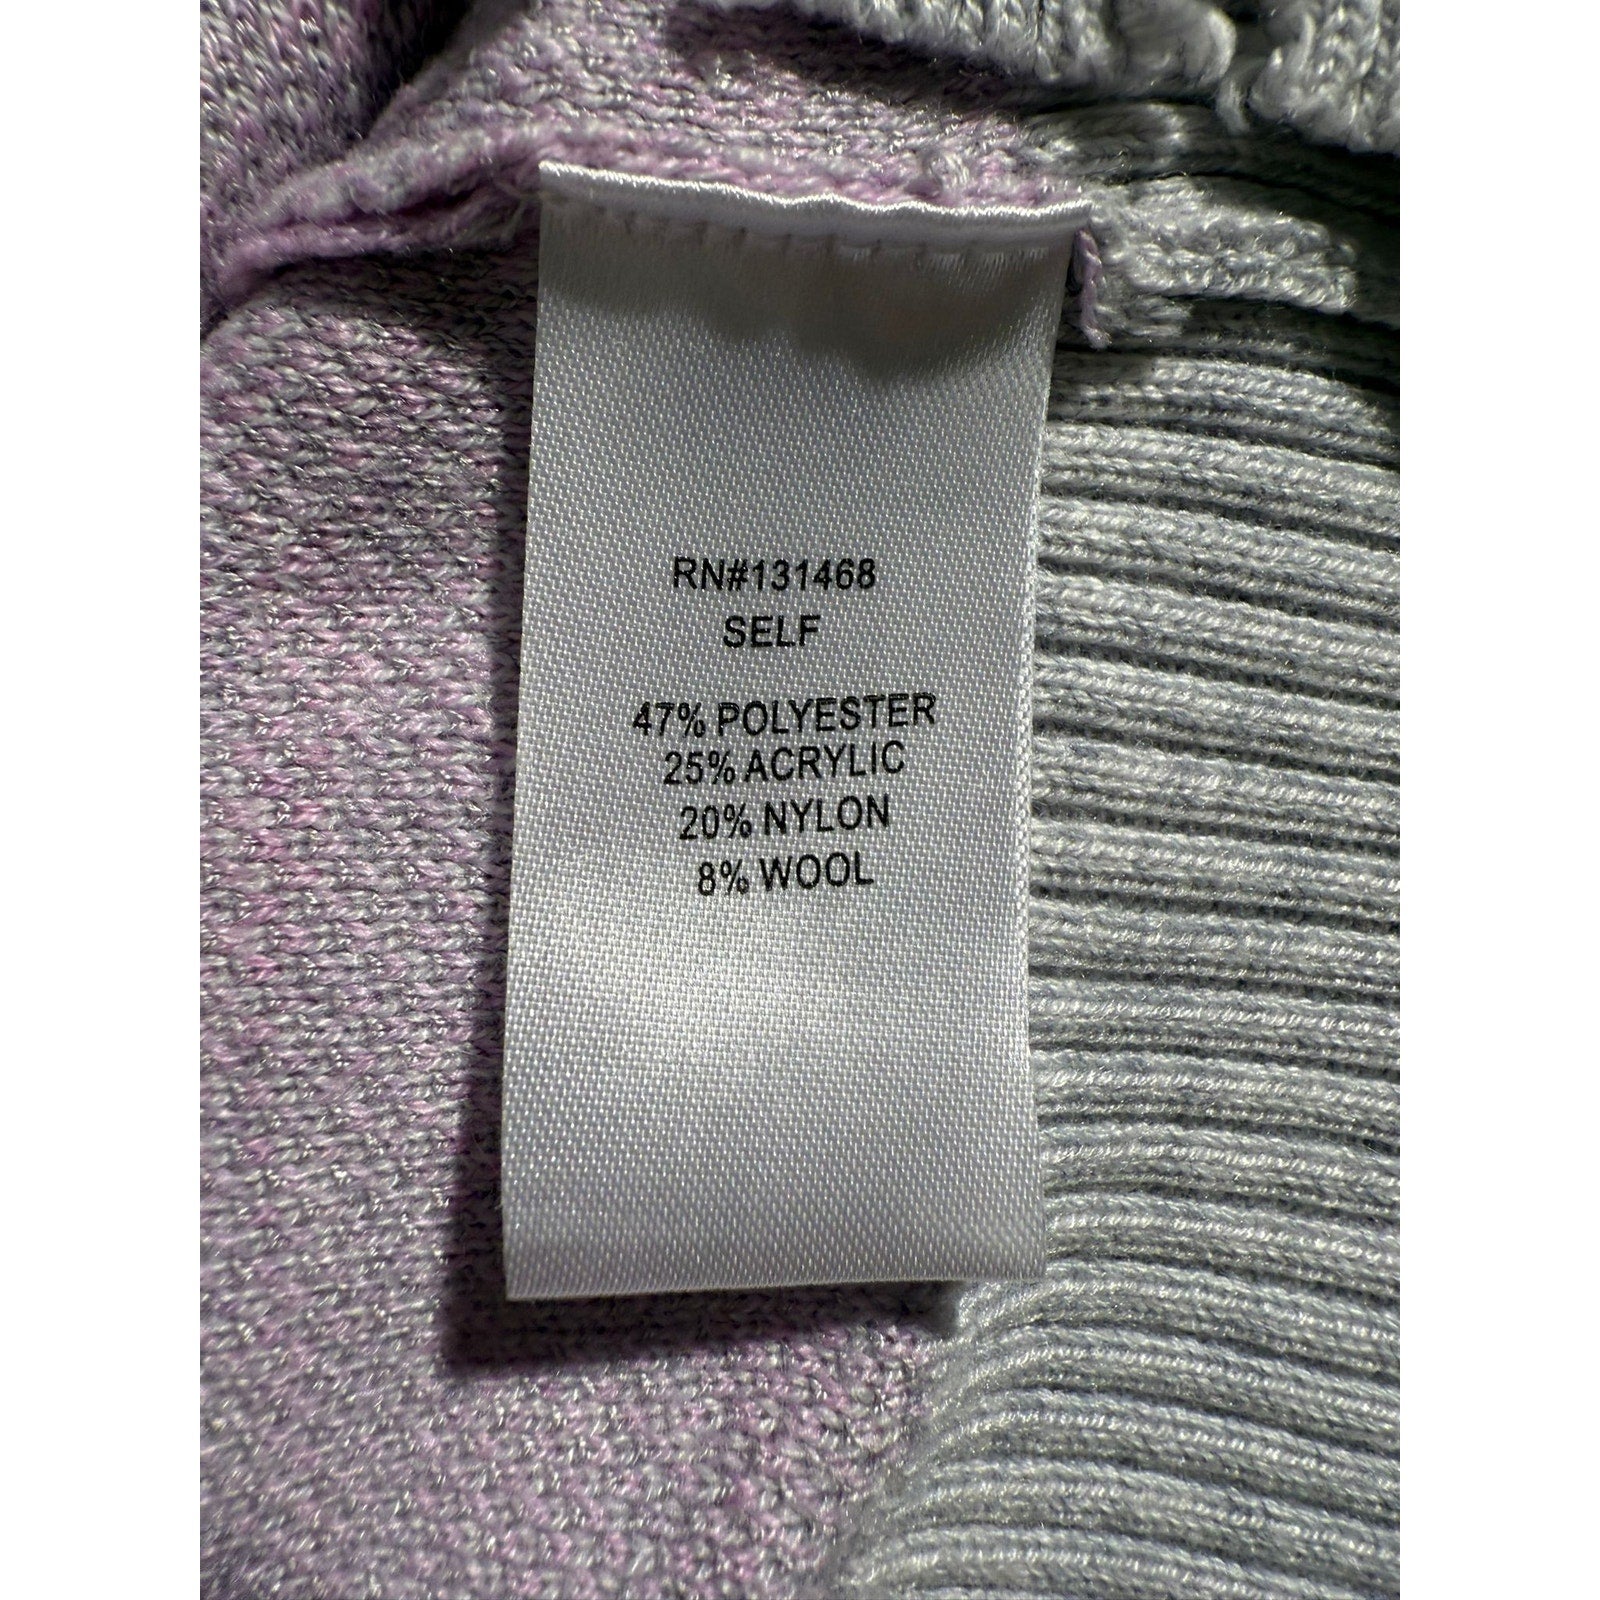 RN#131468
SELF
47% POLYESTER
25% ACRYLIC
20% NYLON
8% WOOL